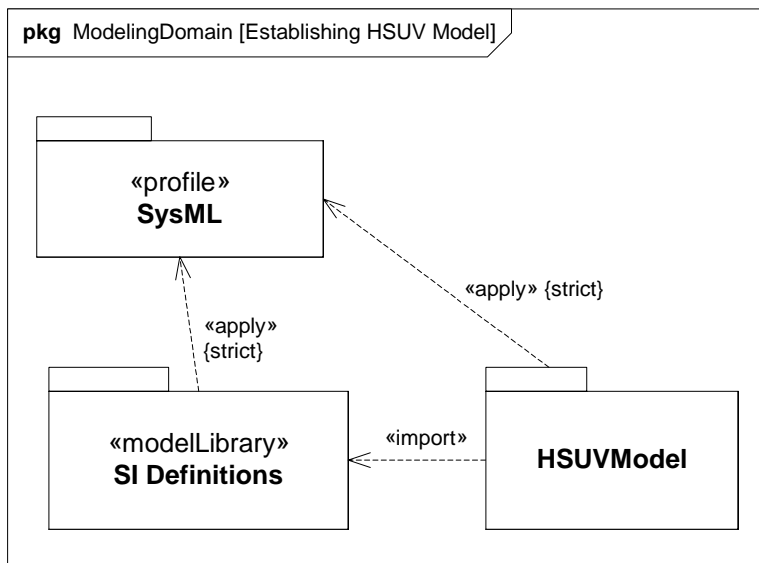 pkg ModelingDomain [Establishing HSUV Model]
«profile»
SysML
«apply» {strict}
«apply»
{strict}
«modelLibrary»
SI Definitions
«import»
HSUVModel